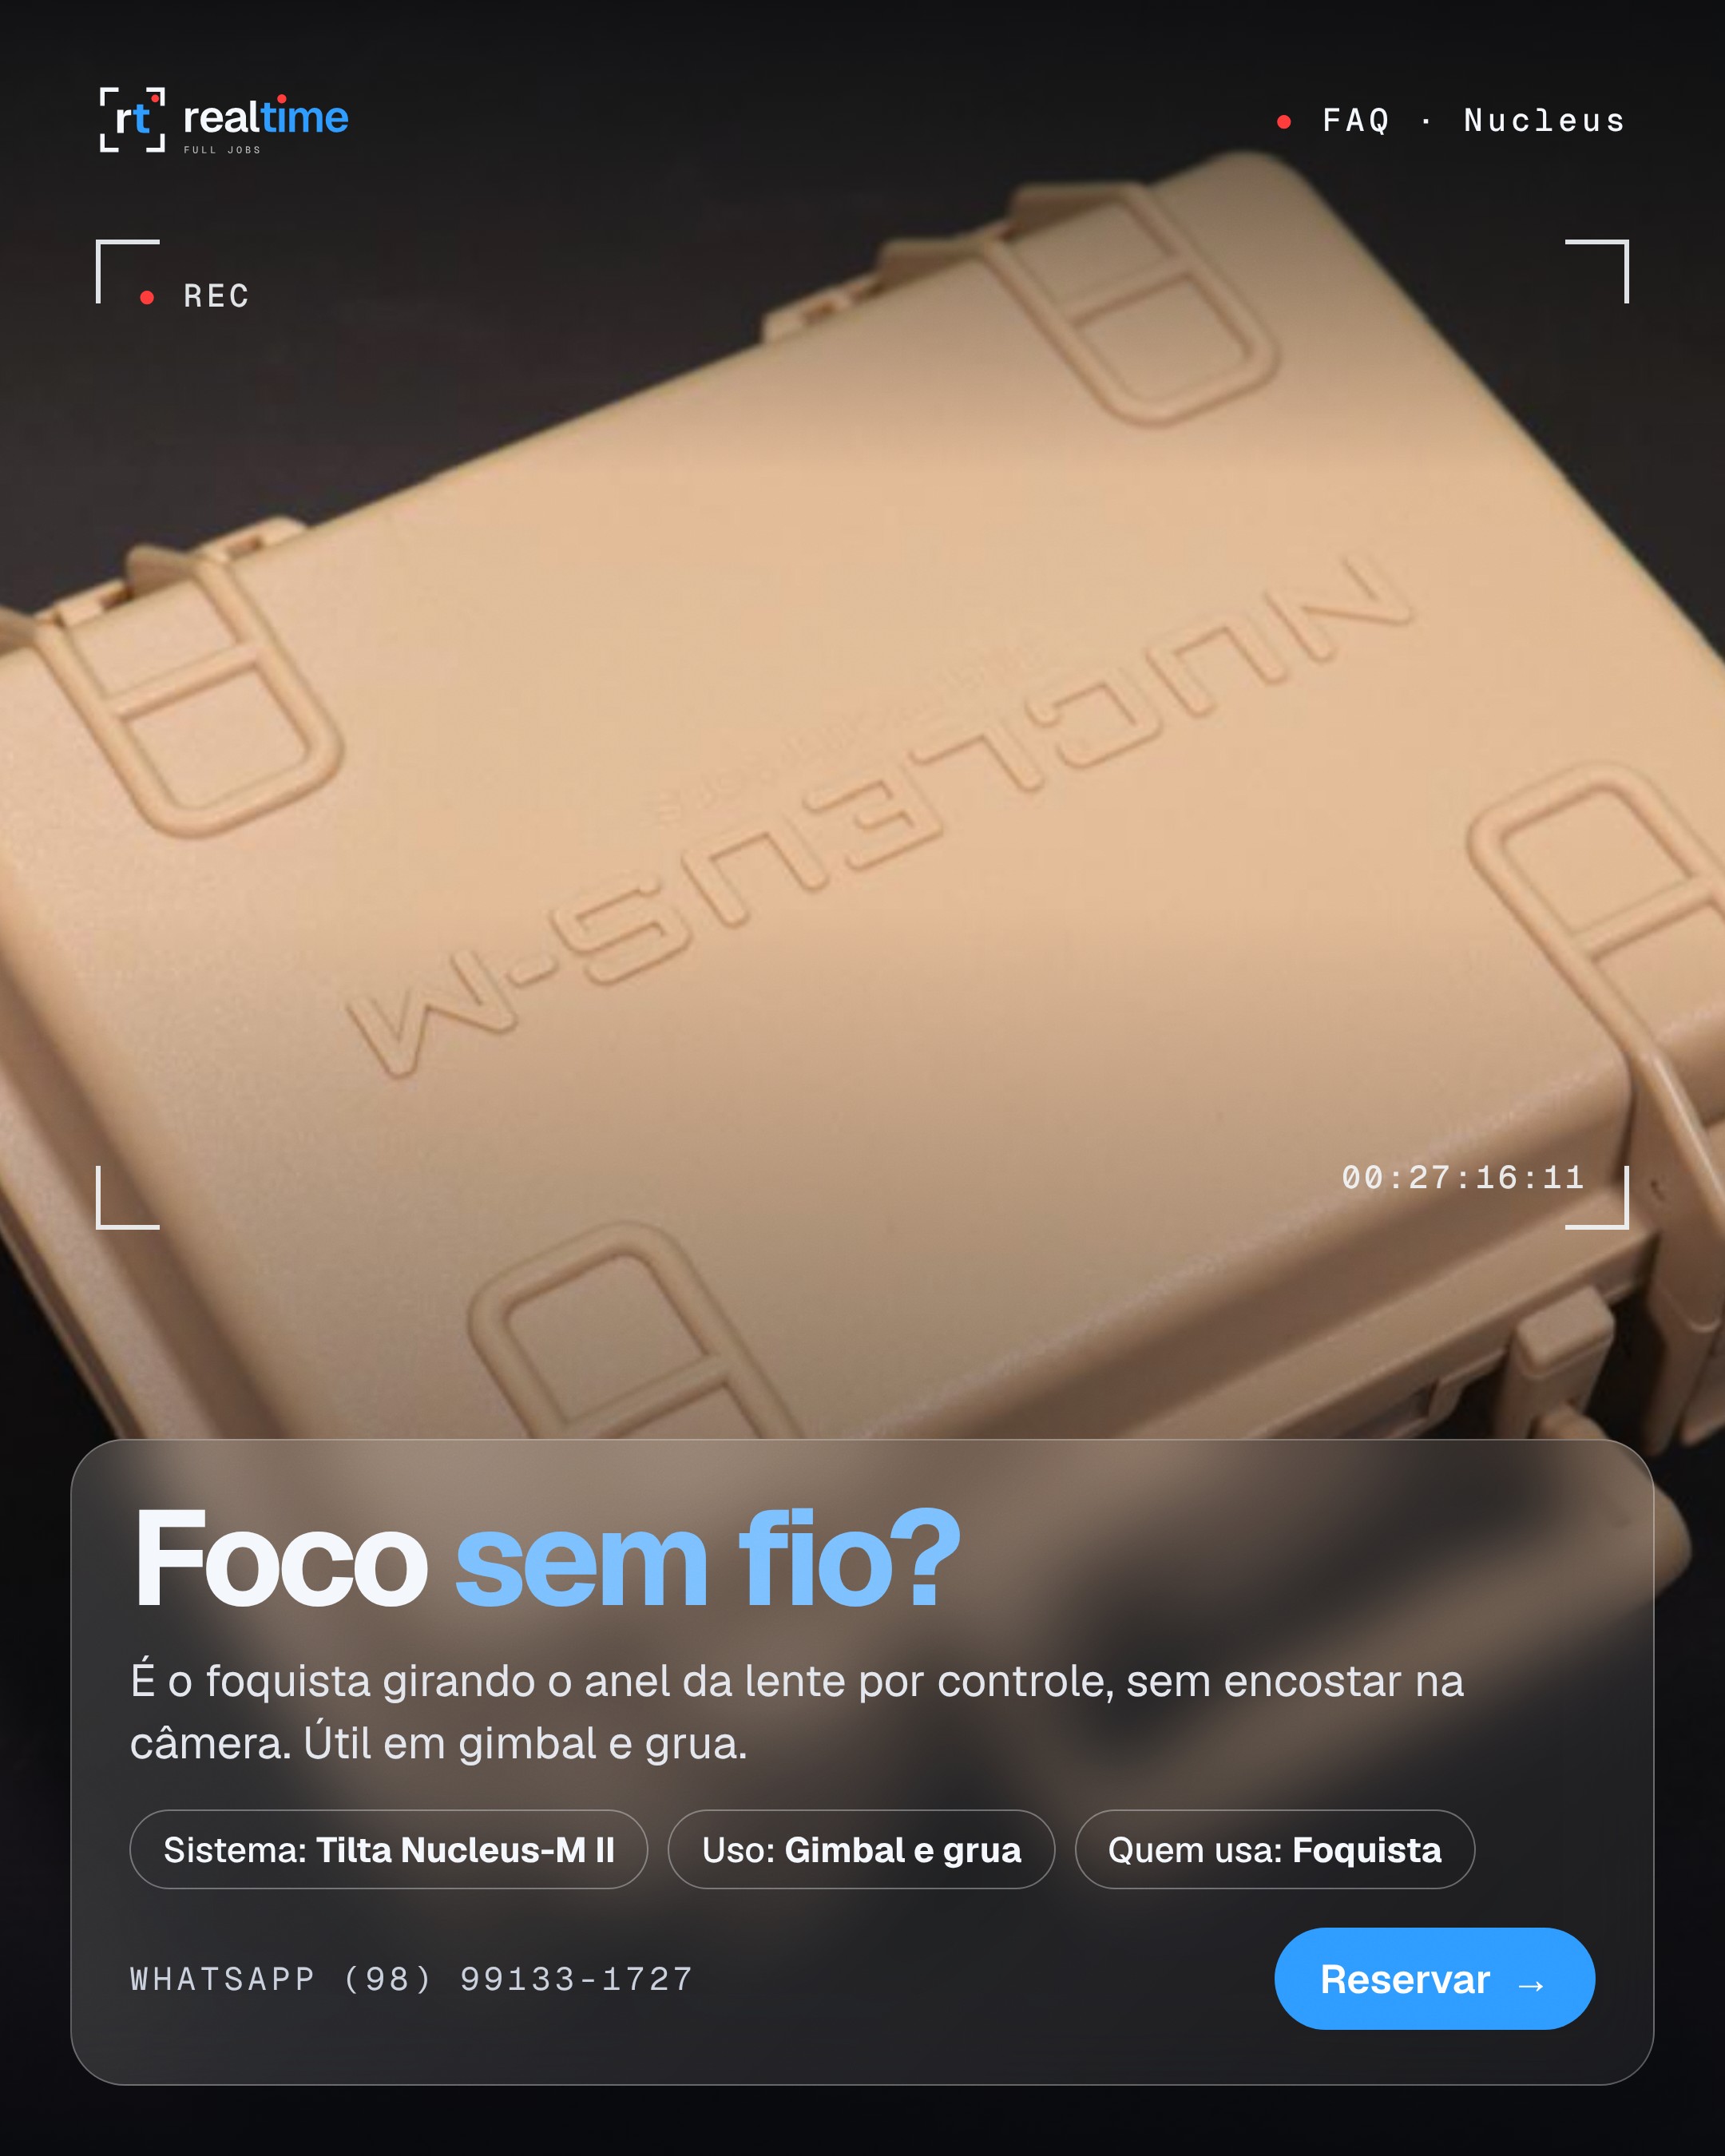 rt realtime
FULL JOBS
FAQ · Nucleus
REC
NUCLEUS-M
00:27:16:11
Foco sem fio?
É o foquista girando o anel da lente por controle, sem encostar na
câmera. Útil em gimbal e grua.
Sistema: Tilta Nucleus-M II
Uso: Gimbal e grua
Quem usa: Foquista
WHATSAPP (98) 99133-1727
Reservar →